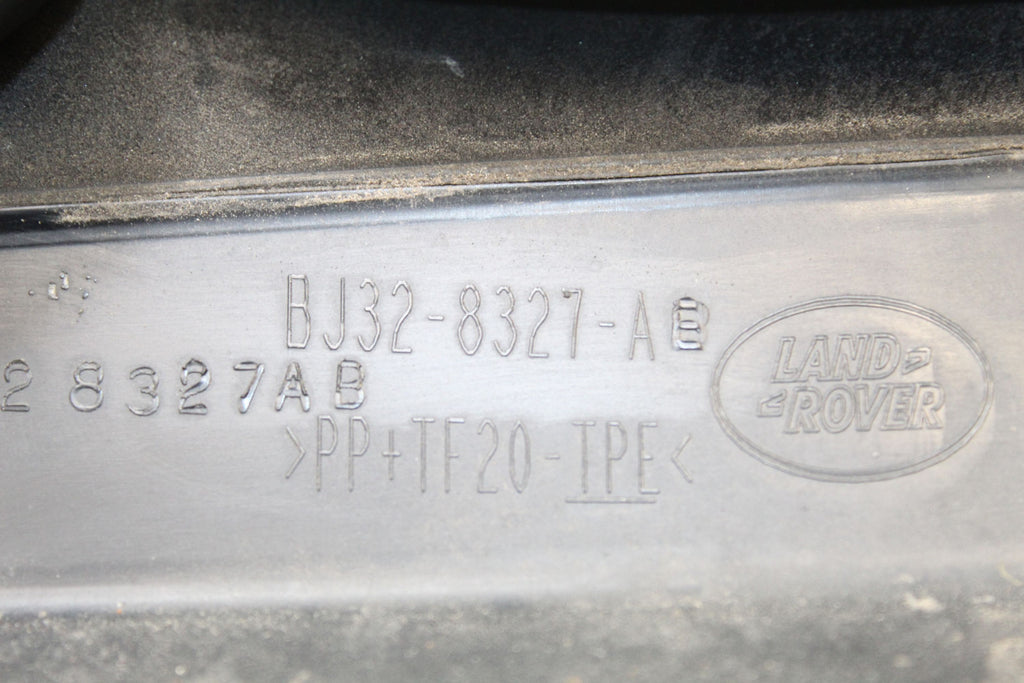 BJ32-8327-AB
2 8327AB
>PP+TF20-TPE<
LAND
ROVER